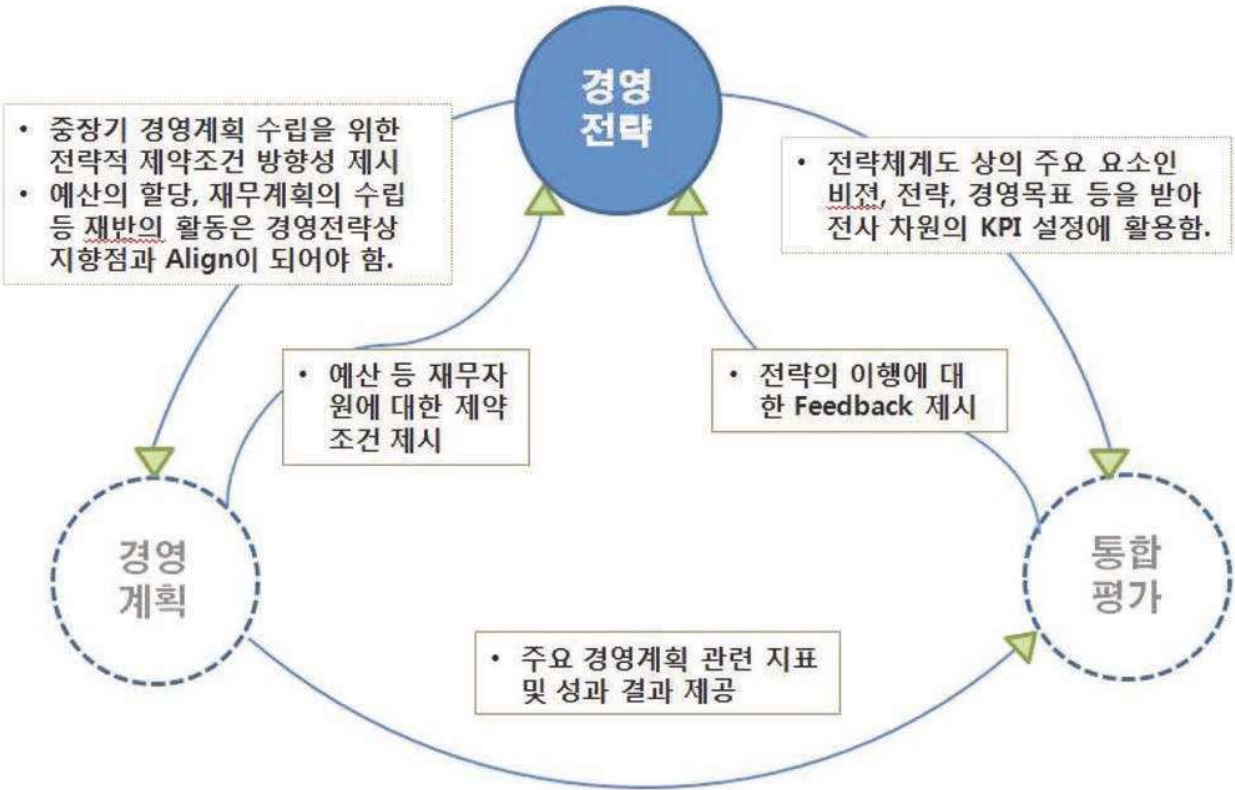 경영
전략
• 중장기 경영계획 수립을 위한
전략적 제약조건 방향성 제시
• 예산의 할당, 재무계획의 수립
등 재반의 활동은 경영전략상
지향점과 Align이 되어야 함.
• 전략체계도 상의 주요 요소인
비젼, 전략, 경영목표 등을 받아
전사 차원의 KPI 설정에 활용함.
• 예산 등 재무자
원에 대한 제약
조건 제시
• 전략의 이행에 대
한 Feedback 제시
경영
계획
통합
평가
• 주요 경영계획 관련 지표
및 성과 결과 제공